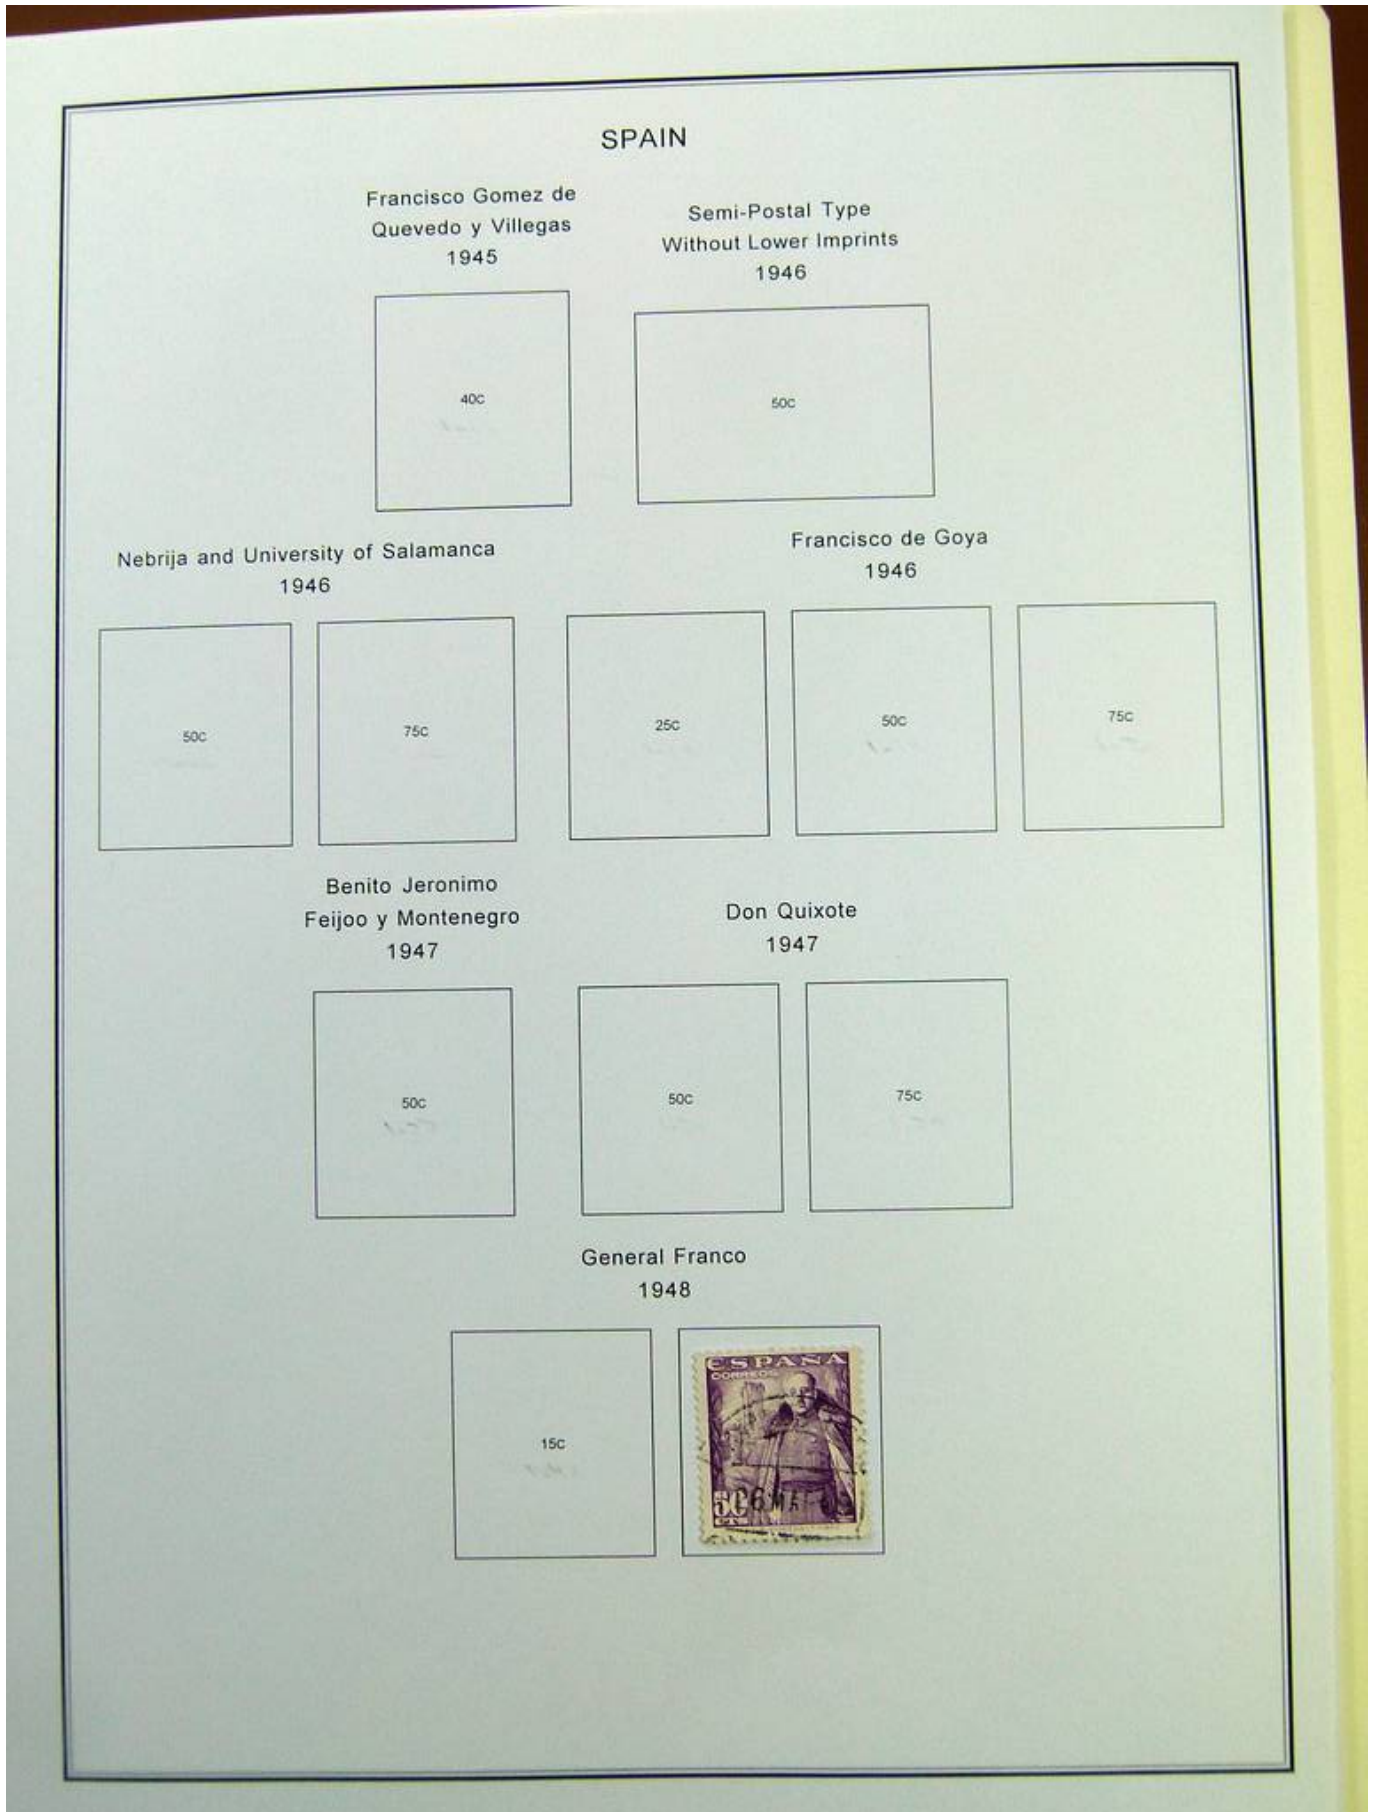 SPAIN
Francisco Gomez de
Quevedo y Villegas
1945
Semi-Postal Type
Without Lower Imprints
1946
40C
50C
Nebrija and University of Salamanca
1946
Francisco de Goya
1946
50C
75C
25C
50C
75C
Benito Jeronimo
Feijoo y Montenegro
1947
Don Quixote
1947
50C
50C
75C
General Franco
1948
15C
ESPAÑA
CORREOS
50
CTS